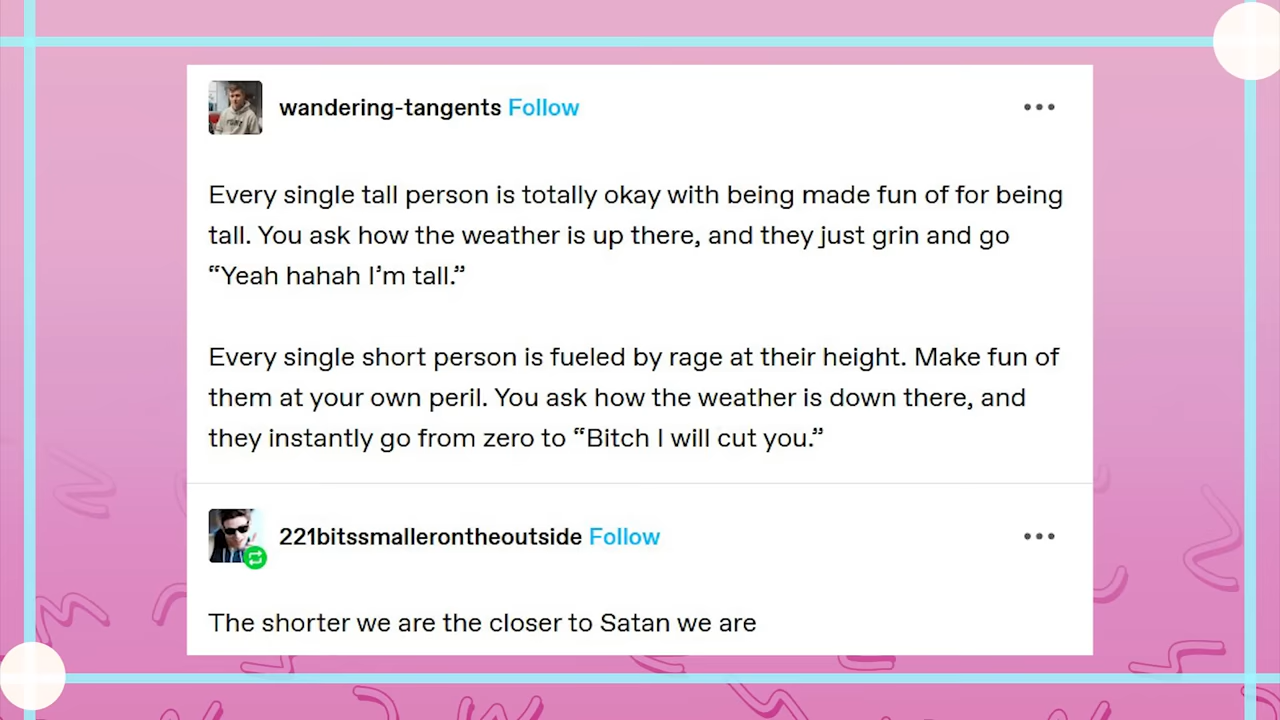 wandering-tangents Follow
Every single tall person is totally okay with being made fun of for being
tall. You ask how the weather is up there, and they just grin and go
“Yeah hahah I’m tall.”
Every single short person is fueled by rage at their height. Make fun of
them at your own peril. You ask how the weather is down there, and
they instantly go from zero to “Bitch I will cut you.”
221bitssmallerontheoutside Follow
The shorter we are the closer to Satan we are